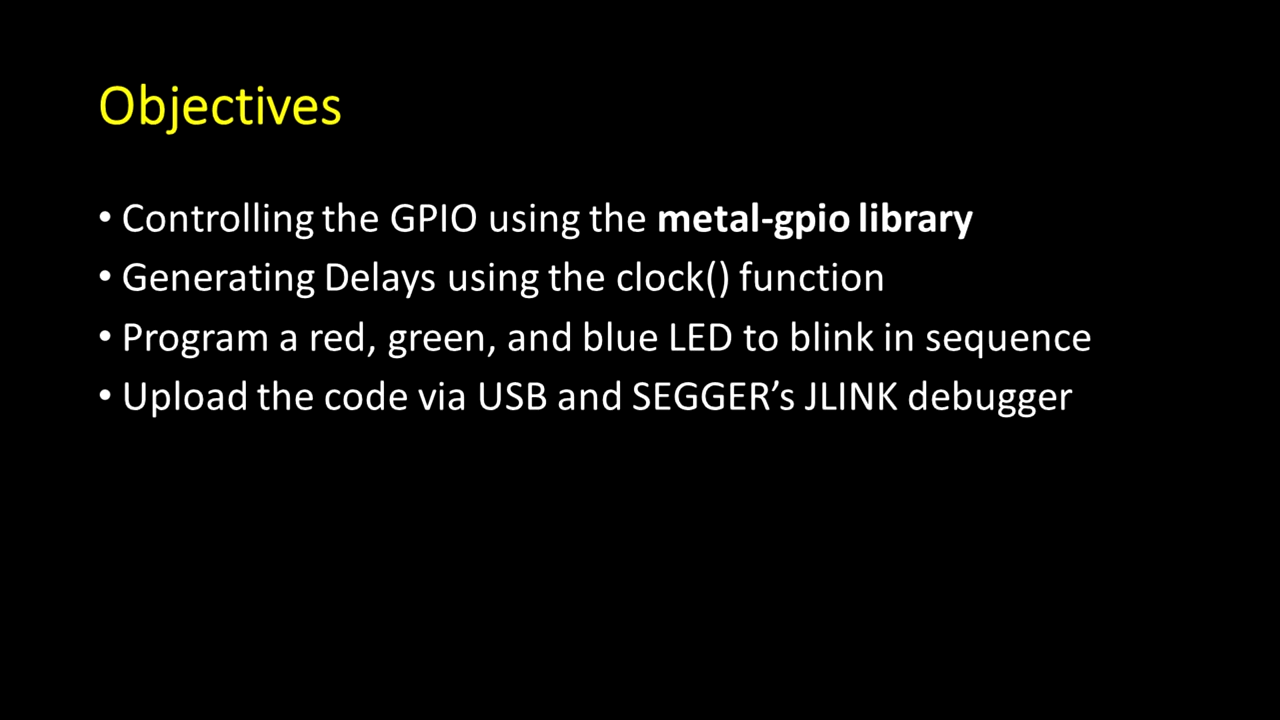 Objectives
• Controlling the GPIO using the metal-gpio library
• Generating Delays using the clock() function
• Program a red, green, and blue LED to blink in sequence
• Upload the code via USB and SEGGER’s JLINK debugger